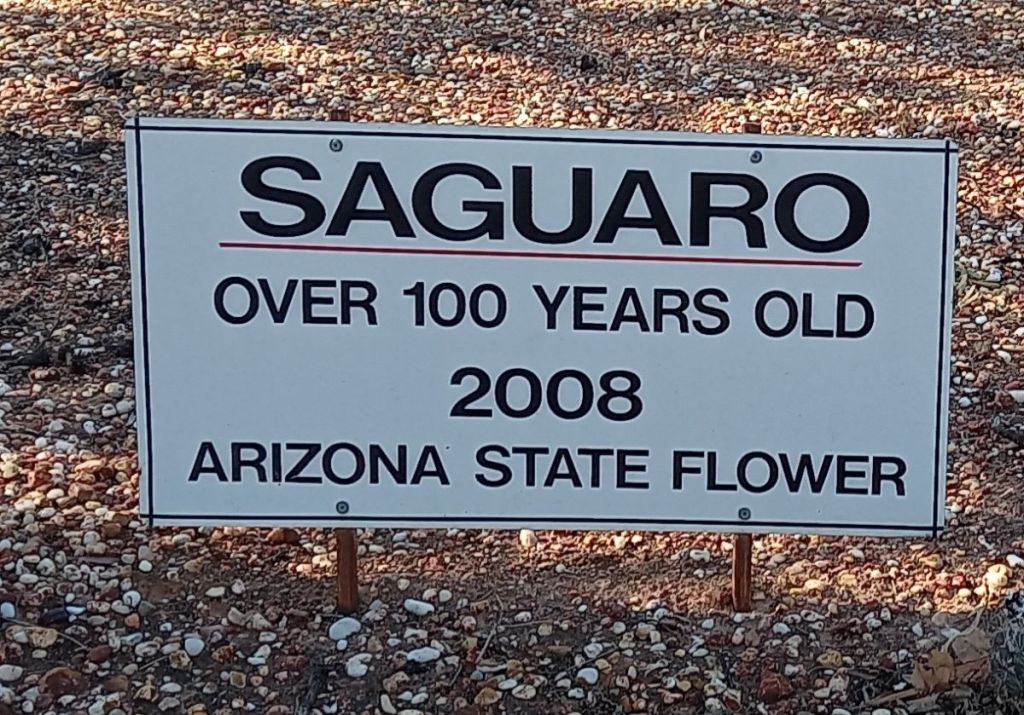 SAGUARO
OVER 100 YEARS OLD
2008
ARIZONA STATE FLOWER